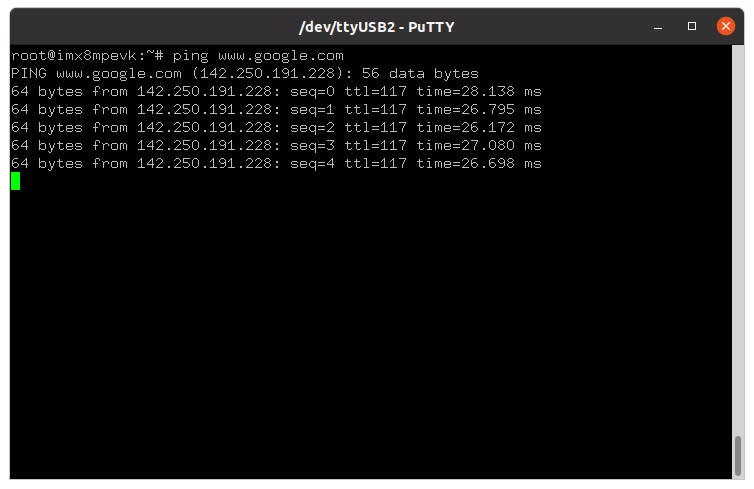 /dev/ttyUSB2 - PuTTY
root@imx8mpevk:~# ping www.google.com
PING www.google.com (142.250.191.228): 56 data bytes
64 bytes from 142.250.191.228: seq=0 ttl=117 time=28.138 ms
64 bytes from 142.250.191.228: seq=1 ttl=117 time=26.795 ms
64 bytes from 142.250.191.228: seq=2 ttl=117 time=26.172 ms
64 bytes from 142.250.191.228: seq=3 ttl=117 time=27.080 ms
64 bytes from 142.250.191.228: seq=4 ttl=117 time=26.698 ms